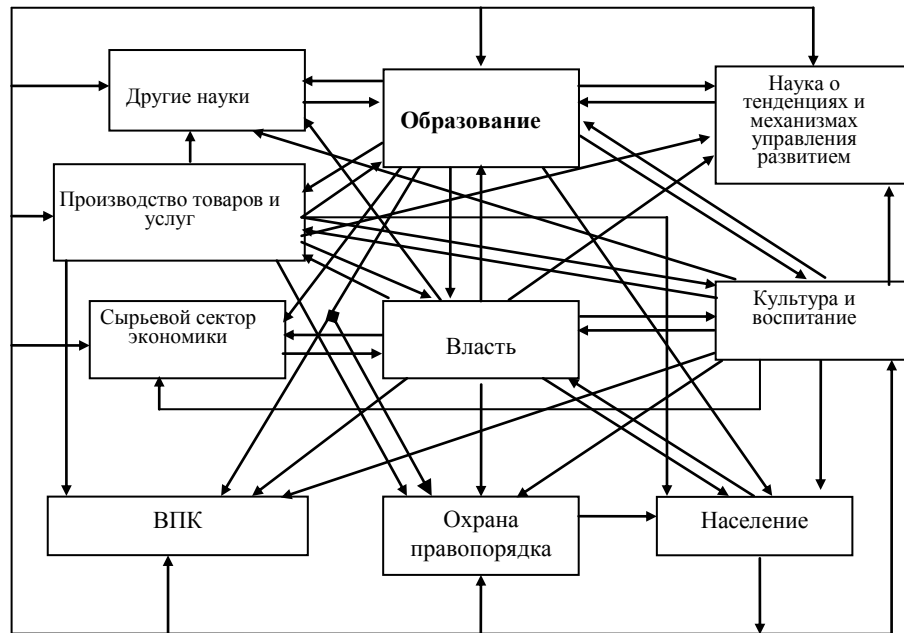 Другие науки
Образование
Наука о
тенденциях и
механизмах
управления
развитием
Производство товаров и
услуг
Сырьевой сектор
экономики
Власть
Культура и
воспитание
ВПК
Охрана
правопорядка
Население